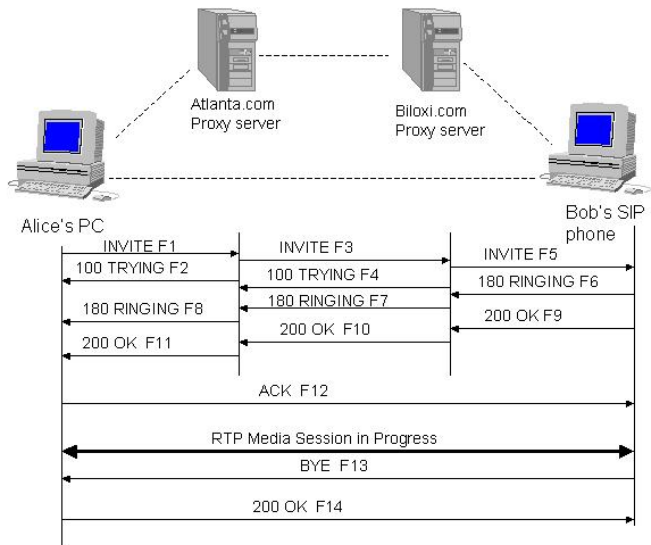 Atlanta.com
Proxy server
Biloxi.com
Proxy server
Alice's PC
Bob's SIP
phone
INVITE F1
INVITE F3
INVITE F5
100 TRYING F2
100 TRYING F4
180 RINGING F6
180 RINGING F8
180 RINGING F7
200 OK F9
200 OK F11
200 OK F10
ACK F12
RTP Media Session in Progress
BYE F13
200 OK F14